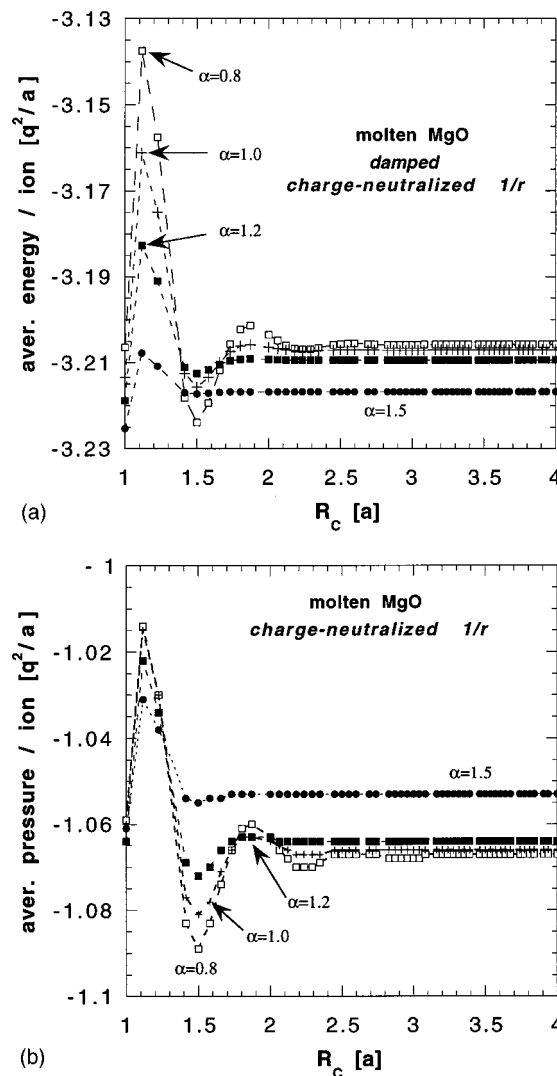 -3.13
-3.15
-3.17
-3.19
-3.21
-3.23
aver. energy / ion [q²/a]
α=0.8
α=1.0
α=1.2
molten MgO
damped
charge-neutralized 1/r
α=1.5
1 1.5 2 2.5 3 3.5 4
(a)
R_C [a]
- 1
-1.02
-1.04
-1.06
-1.08
-1.1
aver. pressure / ion [q²/a]
molten MgO
charge-neutralized 1/r
α=1.5
α=1.2
α=1.0
α=0.8
1 1.5 2 2.5 3 3.5 4
(b)
R_C [a]